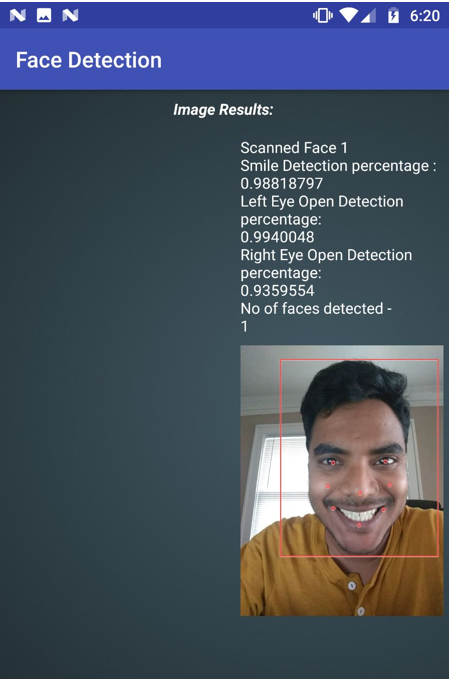 6:20
Face Detection
Image Results:
Scanned Face 1
Smile Detection percentage :
0.98818797
Left Eye Open Detection
percentage:
0.9940048
Right Eye Open Detection
percentage:
0.9359554
No of faces detected -
1